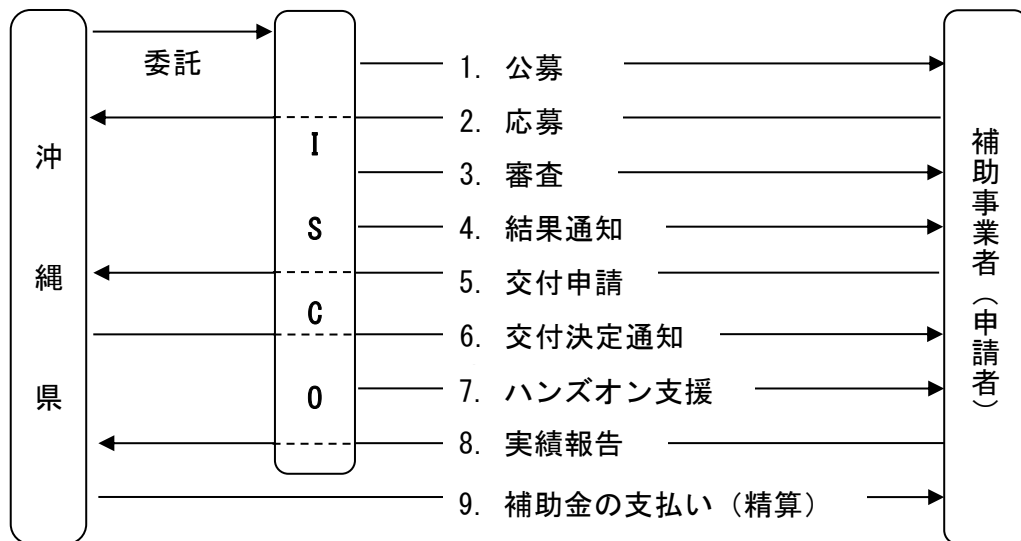 沖縄県
委託
ISCO
1. 公募
2. 応募
3. 審査
4. 結果通知
5. 交付申請
6. 交付決定通知
7. ハンズオン支援
8. 実績報告
9. 補助金の支払い（精算）
補助事業者（申請者）